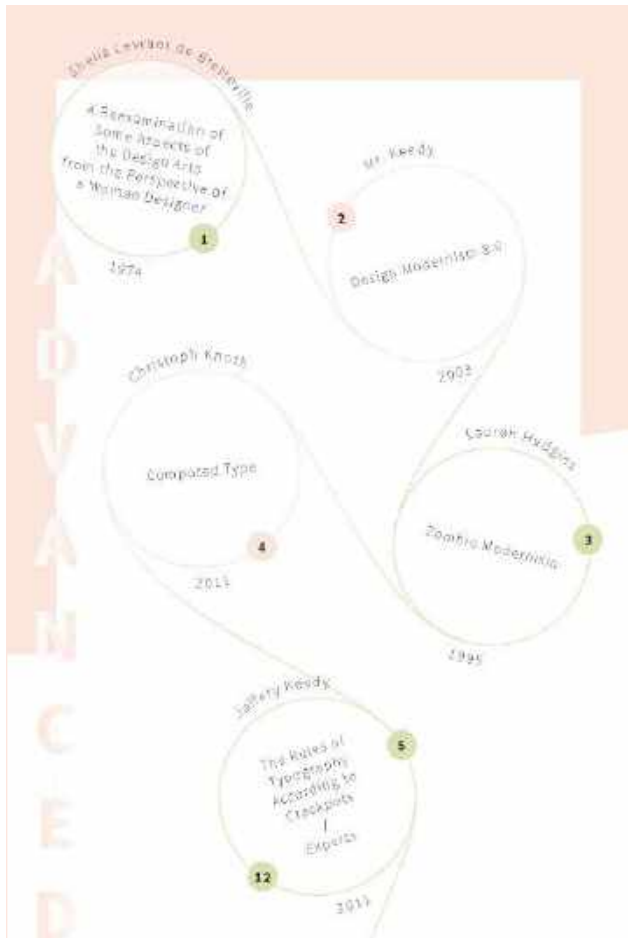 Sheila Levrant de Bretteville
A Reexamination of
Some Aspects of
the Design Arts
from the Perspective of
a Woman Designer
1
1974
Mr. Keedy
2
Design Modernism 8.0
2003
Christoph Knoth
Computed Type
4
2011
Lauren Hudgins
Zombie Modernism
3
1995
Jeffery Keedy
5
The Rules of
Typography
According to
Crackpots
/
Experts
12
ADVANCED